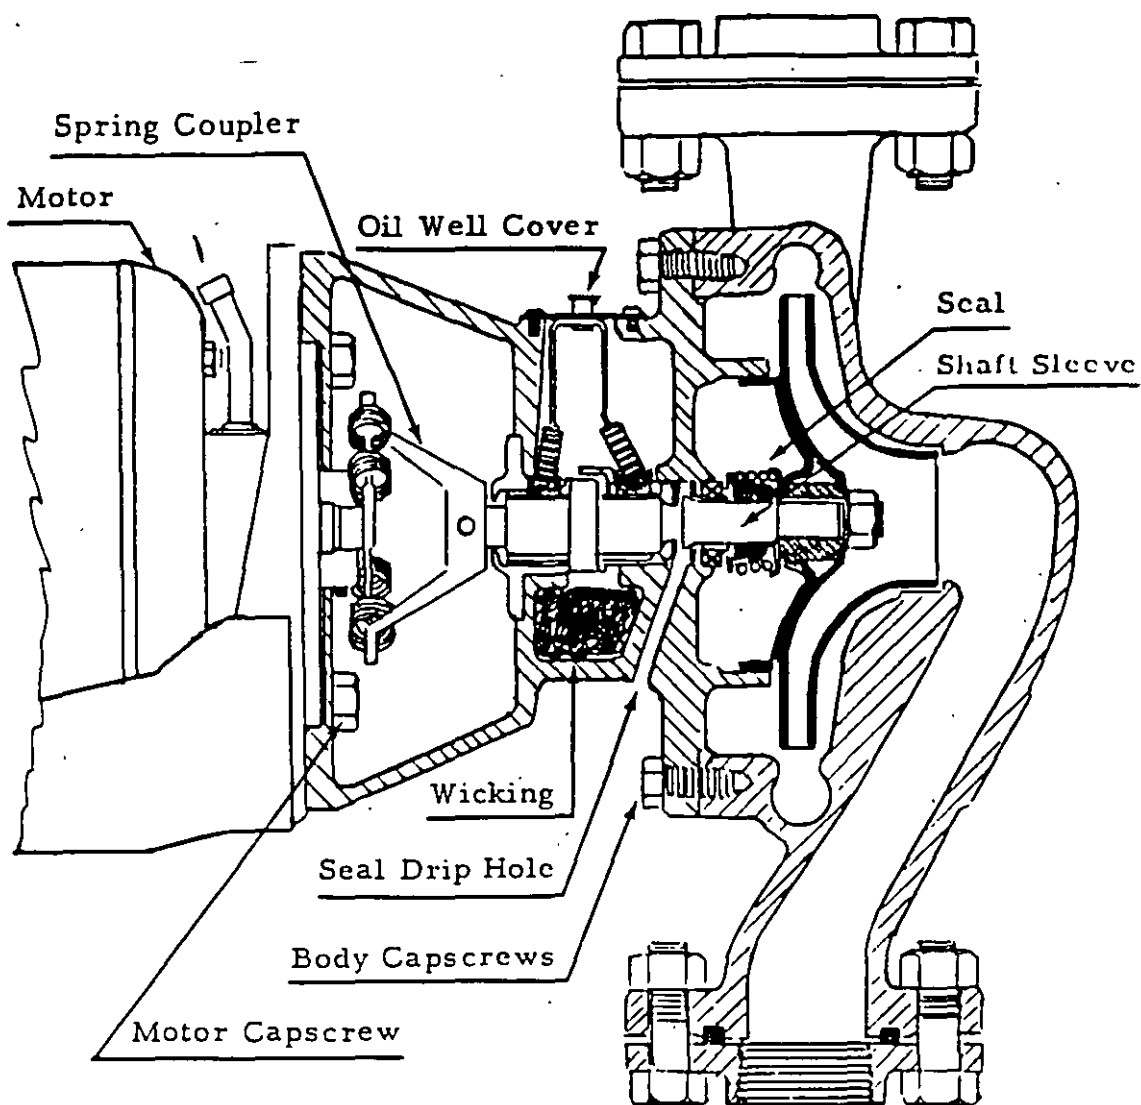 Spring Coupler
Motor
Oil Well Cover
Seal
Shaft Sleeve
Wicking
Seal Drip Hole
Body Capscrews
Motor Capscrew